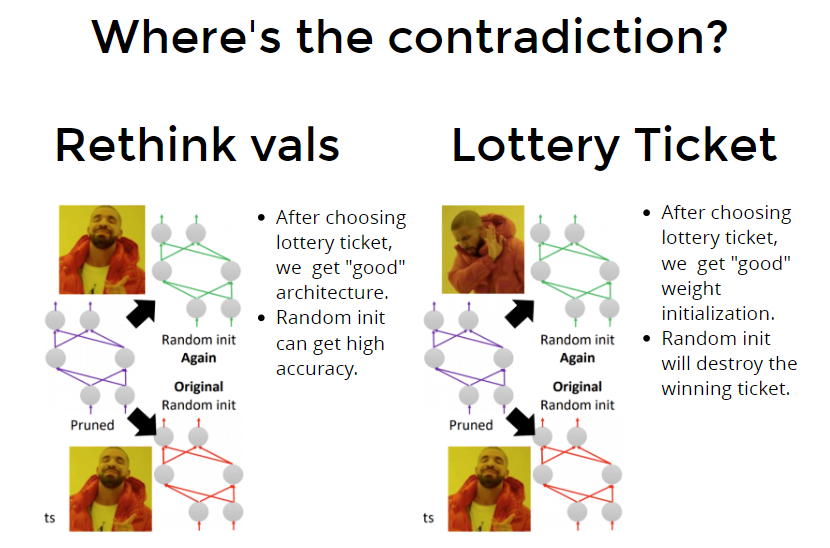 Where's the contradiction?
Rethink vals
After choosing
lottery ticket,
we get "good"
architecture.
Random init
can get high
accuracy.
Random init
Again
Original
Random init
Pruned
ts
Lottery Ticket
After choosing
lottery ticket,
we get "good"
weight
initialization.
Random init
will destroy the
winning ticket.
Random init
Again
Original
Random init
Pruned
ts